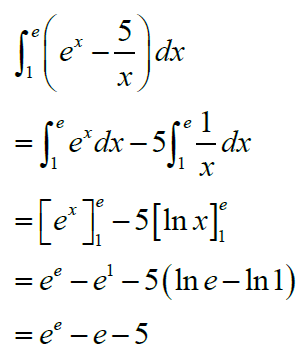 ∫₁ᵉ (eˣ − 5/x) dx
= ∫₁ᵉ eˣ dx − 5 ∫₁ᵉ 1/x dx
= [eˣ]₁ᵉ − 5[ln x]₁ᵉ
= eᵉ − e¹ − 5(ln e − ln 1)
= eᵉ − e − 5